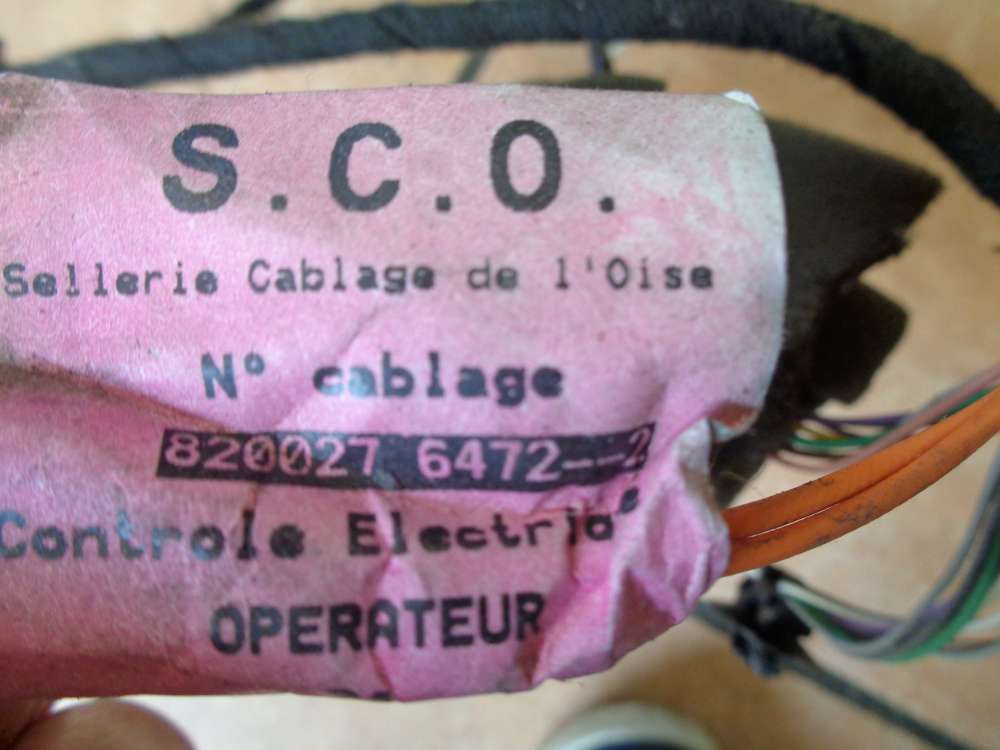 S.C.O.
Sellerie Cablage de l'Oise
N° cablage
820027 6472--2
Controle Electriq
OPERATEUR